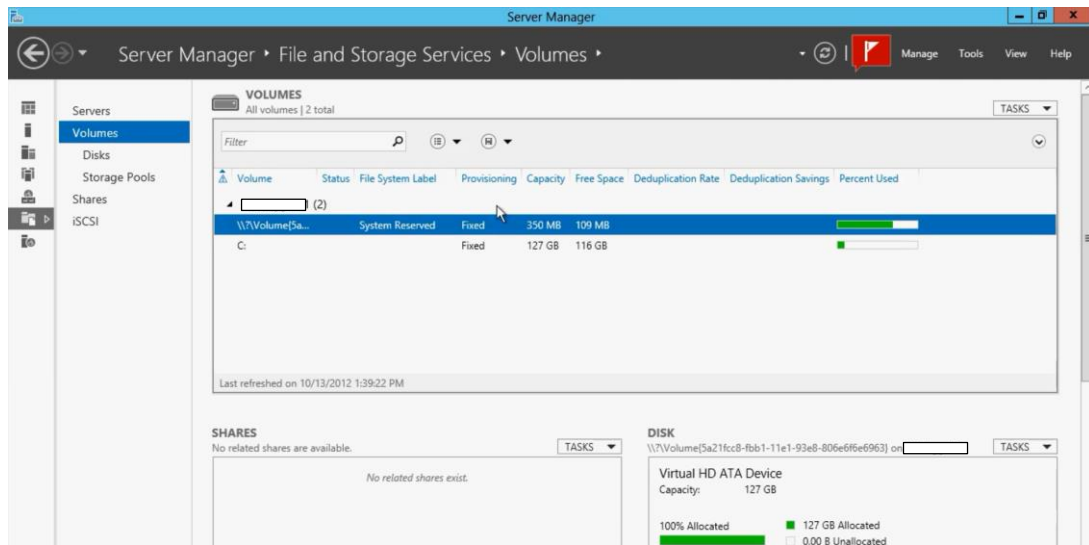 Server Manager
Server Manager ‣ File and Storage Services ‣ Volumes ‣
Manage Tools View Help
Servers
Volumes
Disks
Storage Pools
Shares
iSCSI
VOLUMES
All volumes | 2 total
TASKS
Filter
Volume Status File System Label Provisioning Capacity Free Space Deduplication Rate Deduplication Savings Percent Used
(2)
\\?\Volume{5a... System Reserved Fixed 350 MB 109 MB
C: Fixed 127 GB 116 GB
Last refreshed on 10/13/2012 1:39:22 PM
SHARES
No related shares are available.
TASKS
No related shares exist.
DISK
\\?\Volume{5a21fcc8-fbb1-11e1-93e8-806e6f6e6963} on
TASKS
Virtual HD ATA Device
Capacity: 127 GB
100% Allocated
127 GB Allocated
0.00 B Unallocated